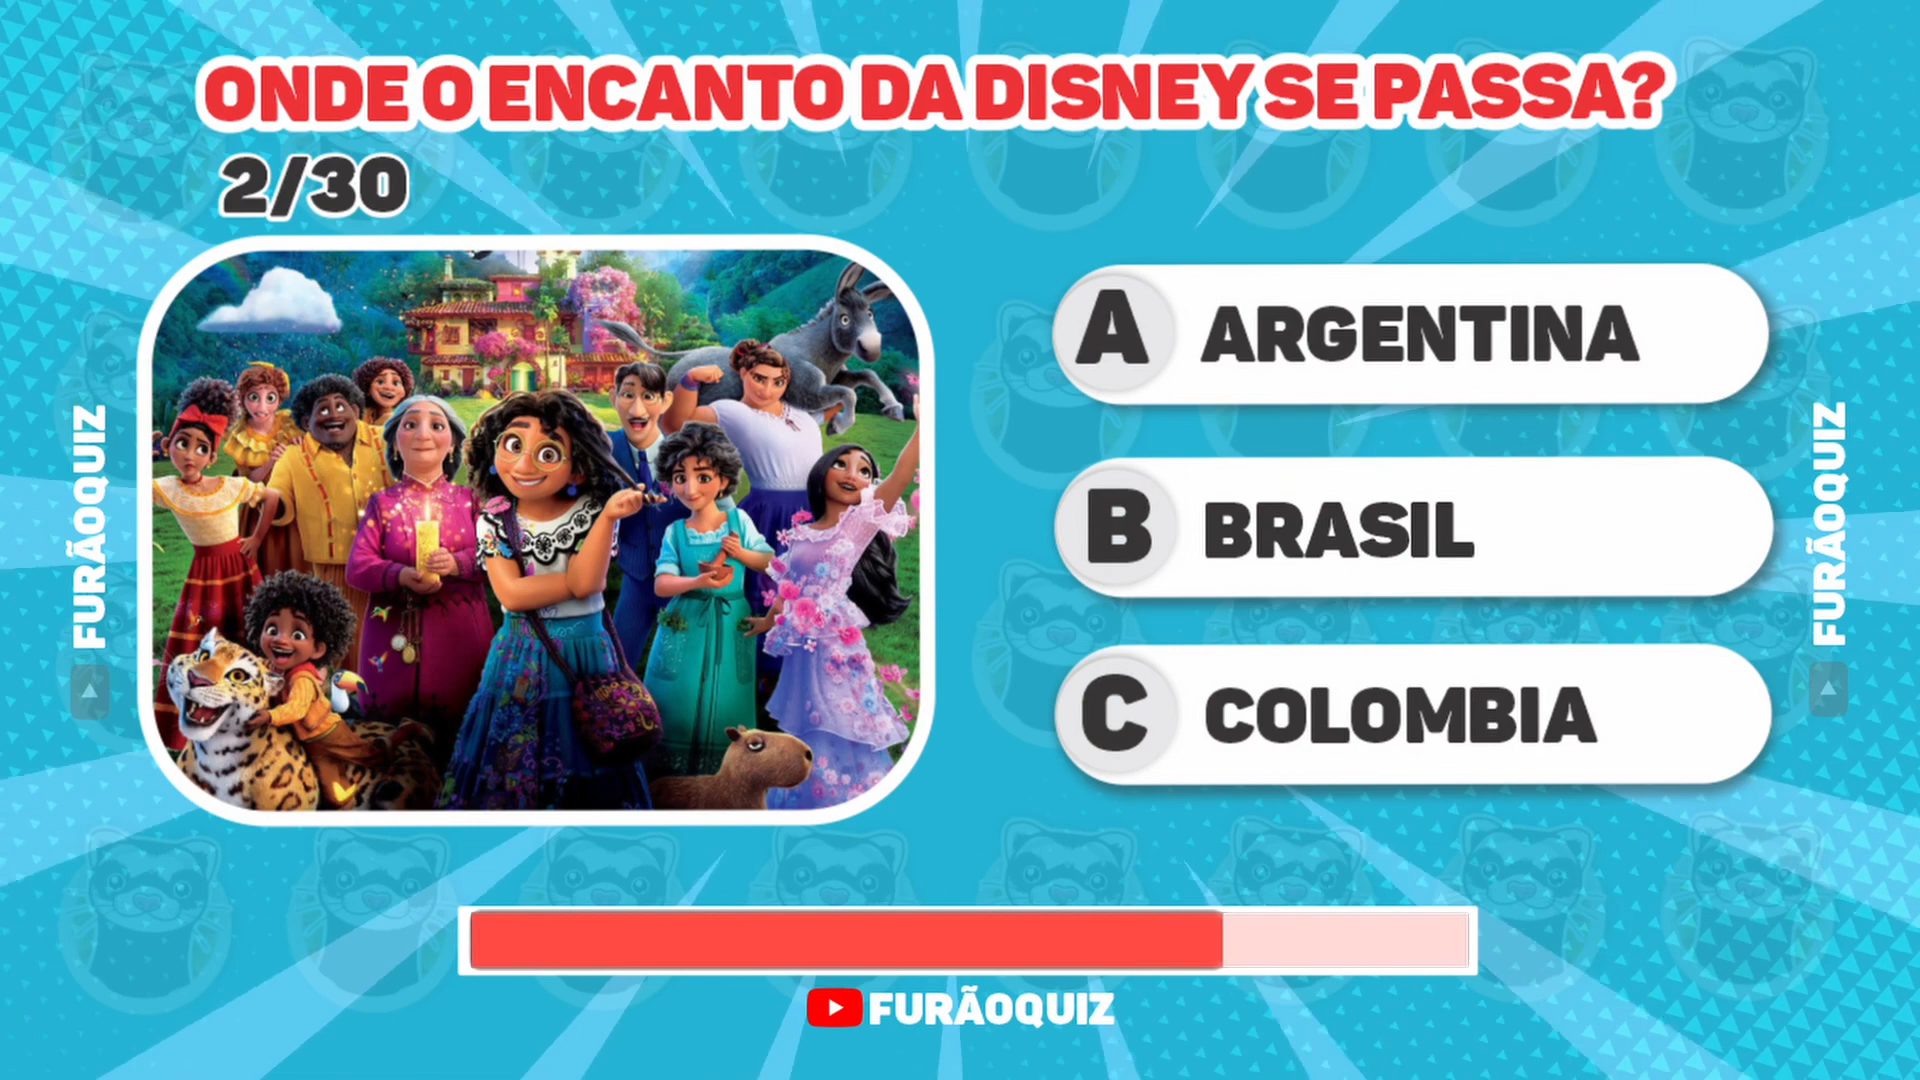 ONDE O ENCANTO DA DISNEY SE PASSA?
2/30
A ARGENTINA
B BRASIL
C COLOMBIA
FURÃOQUIZ
FURÃOQUIZ
FURÃOQUIZ